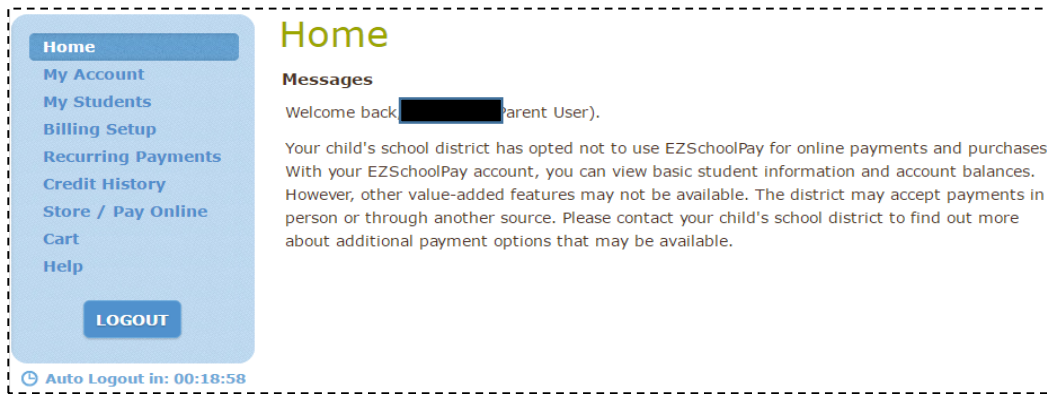 Home
My Account
My Students
Billing Setup
Recurring Payments
Credit History
Store / Pay Online
Cart
Help
LOGOUT
Auto Logout in: 00:18:58
Home
Messages
Welcome back, Parent User).
Your child's school district has opted not to use EZSchoolPay for online payments and purchases
With your EZSchoolPay account, you can view basic student information and account balances.
However, other value-added features may not be available. The district may accept payments in
person or through another source. Please contact your child's school district to find out more
about additional payment options that may be available.